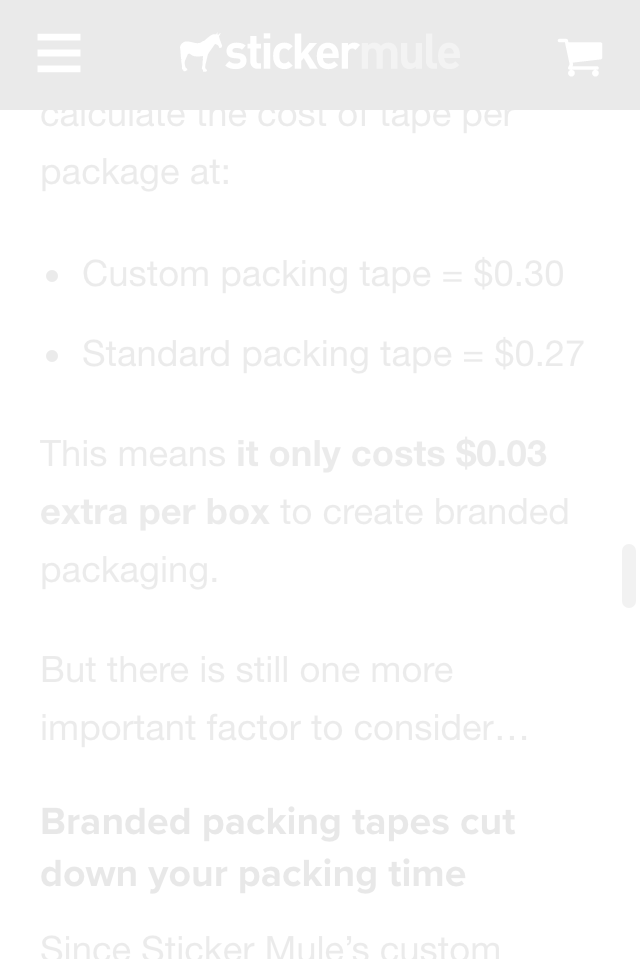 stickermule
calculate the cost of tape per
package at:
• Custom packing tape = $0.30
• Standard packing tape = $0.27
This means it only costs $0.03
extra per box to create branded
packaging.
But there is still one more
important factor to consider…
Branded packing tapes cut
down your packing time
Since Sticker Mule’s custom